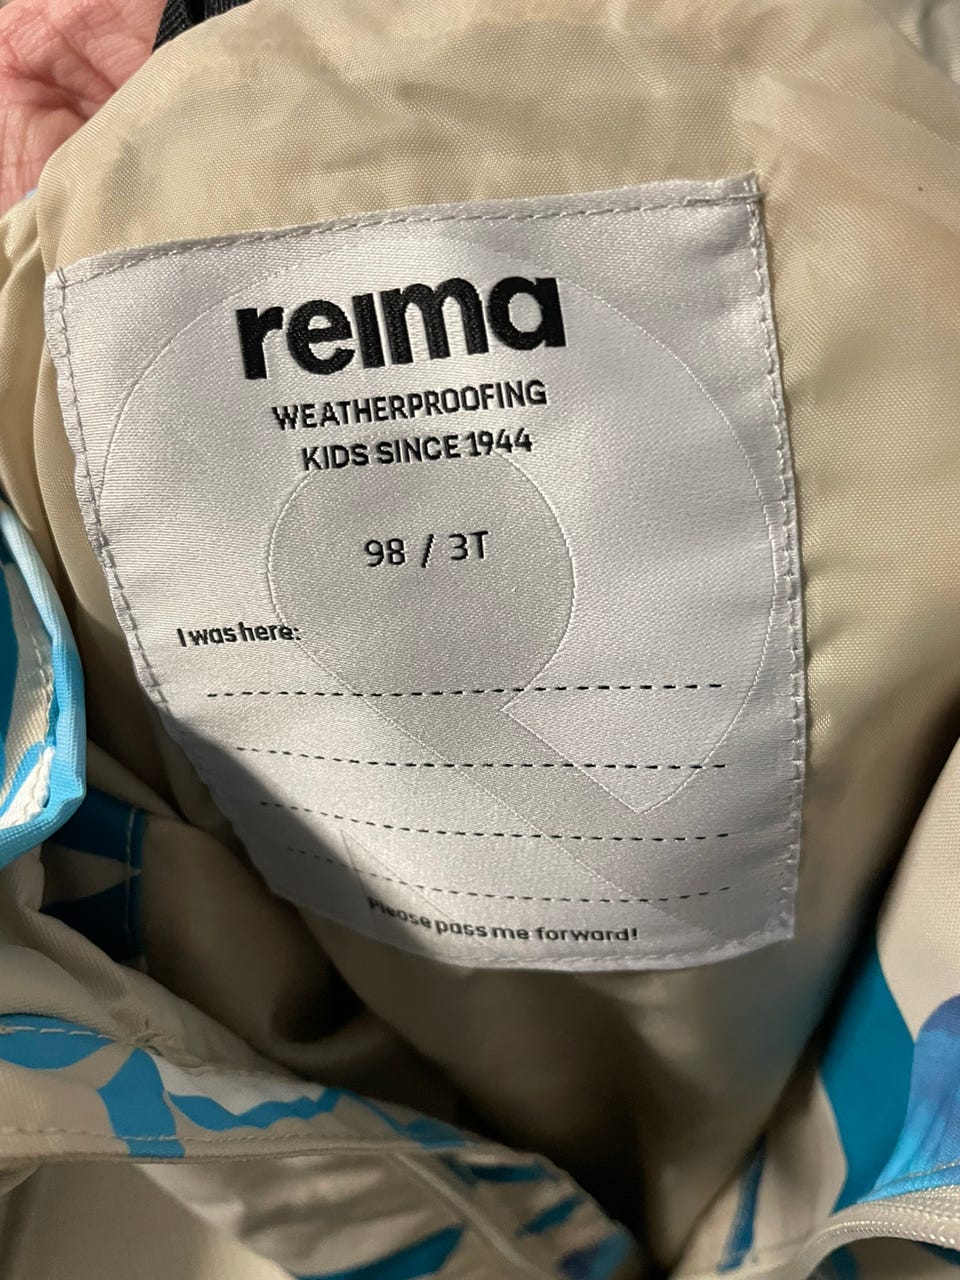 reima
WEATHERPROOFING
KIDS SINCE 1944
98 / 3T
I was here:
Please pass me forward!